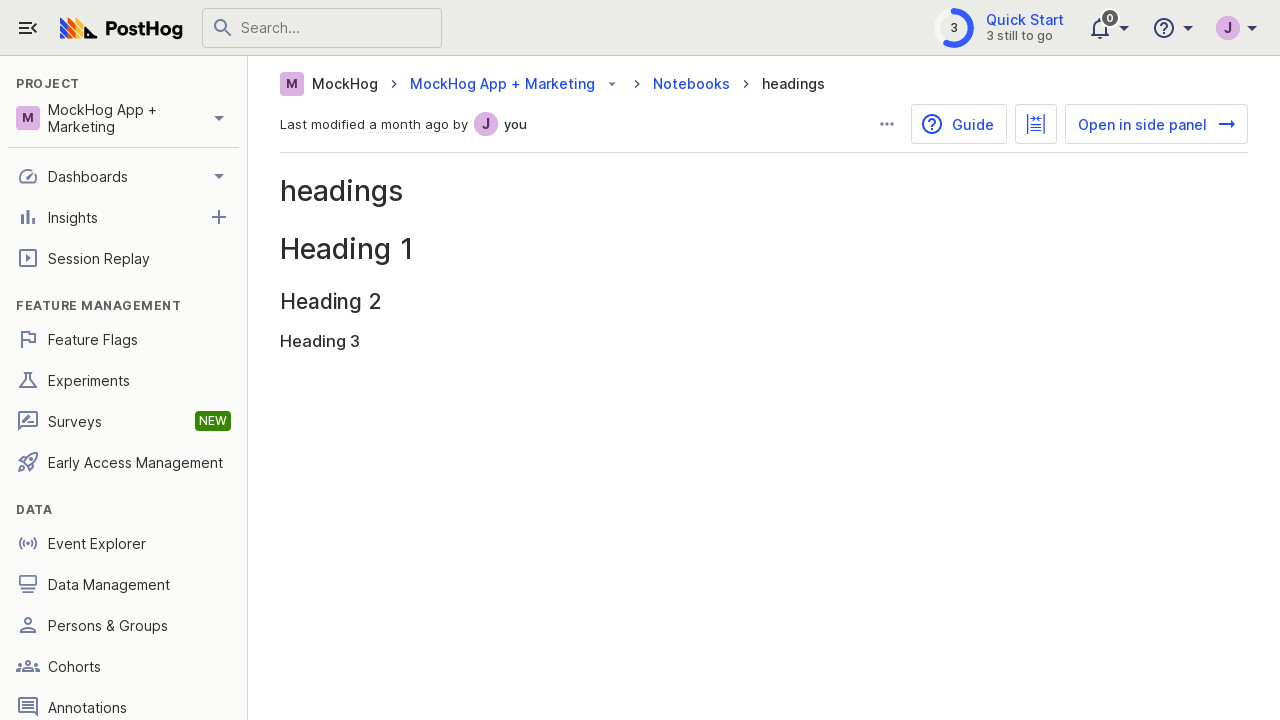 PostHog
Search...
3
Quick Start
3 still to go
0
J
PROJECT
M
MockHog App +
Marketing
Dashboards
Insights
Session Replay
FEATURE MANAGEMENT
Feature Flags
Experiments
Surveys
NEW
Early Access Management
DATA
Event Explorer
Data Management
Persons & Groups
Cohorts
Annotations
M MockHog MockHog App + Marketing Notebooks headings
Last modified a month ago by J you
Guide
Open in side panel
headings
Heading 1
Heading 2
Heading 3